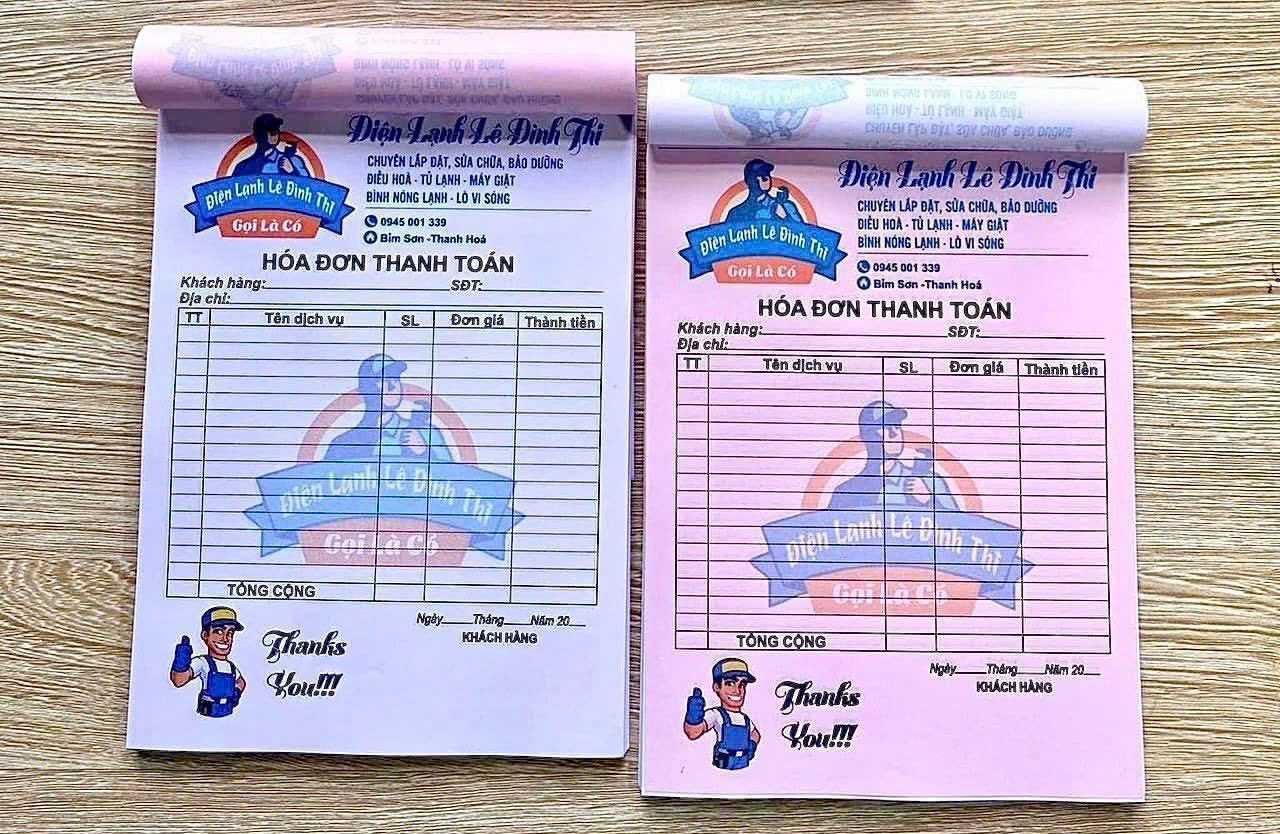 Điện Lạnh Lê Đình Thi
CHUYÊN LẮP ĐẶT, SỬA CHỮA, BẢO DƯỠNG
ĐIỀU HOÀ - TỦ LẠNH - MÁY GIẶT
BÌNH NÓNG LẠNH - LÒ VI SÓNG
Điện Lạnh Lê Đình Thi
Gọi Là Có
0945 001 339
Bỉm Sơn -Thanh Hoá
HÓA ĐƠN THANH TOÁN
Khách hàng: SĐT:
Địa chỉ:
TT Tên dịch vụ SL Đơn giá Thành tiền
Điện Lạnh Lê Đình Thi
Gọi Là Có
TỔNG CỘNG
Ngày Tháng Năm 20
KHÁCH HÀNG
Thanks
You!!!
Điện Lạnh Lê Đình Thi
CHUYÊN LẮP ĐẶT, SỬA CHỮA, BẢO DƯỠNG
ĐIỀU HOÀ - TỦ LẠNH - MÁY GIẶT
BÌNH NÓNG LẠNH - LÒ VI SÓNG
Điện Lạnh Lê Đình Thi
Gọi Là Có
0945 001 339
Bỉm Sơn -Thanh Hoá
HÓA ĐƠN THANH TOÁN
Khách hàng: SĐT:
Địa chỉ:
TT Tên dịch vụ SL Đơn giá Thành tiền
Điện Lạnh Lê Đình Thi
Gọi Là Có
TỔNG CỘNG
Ngày Tháng Năm 20
KHÁCH HÀNG
Thanks
You!!!